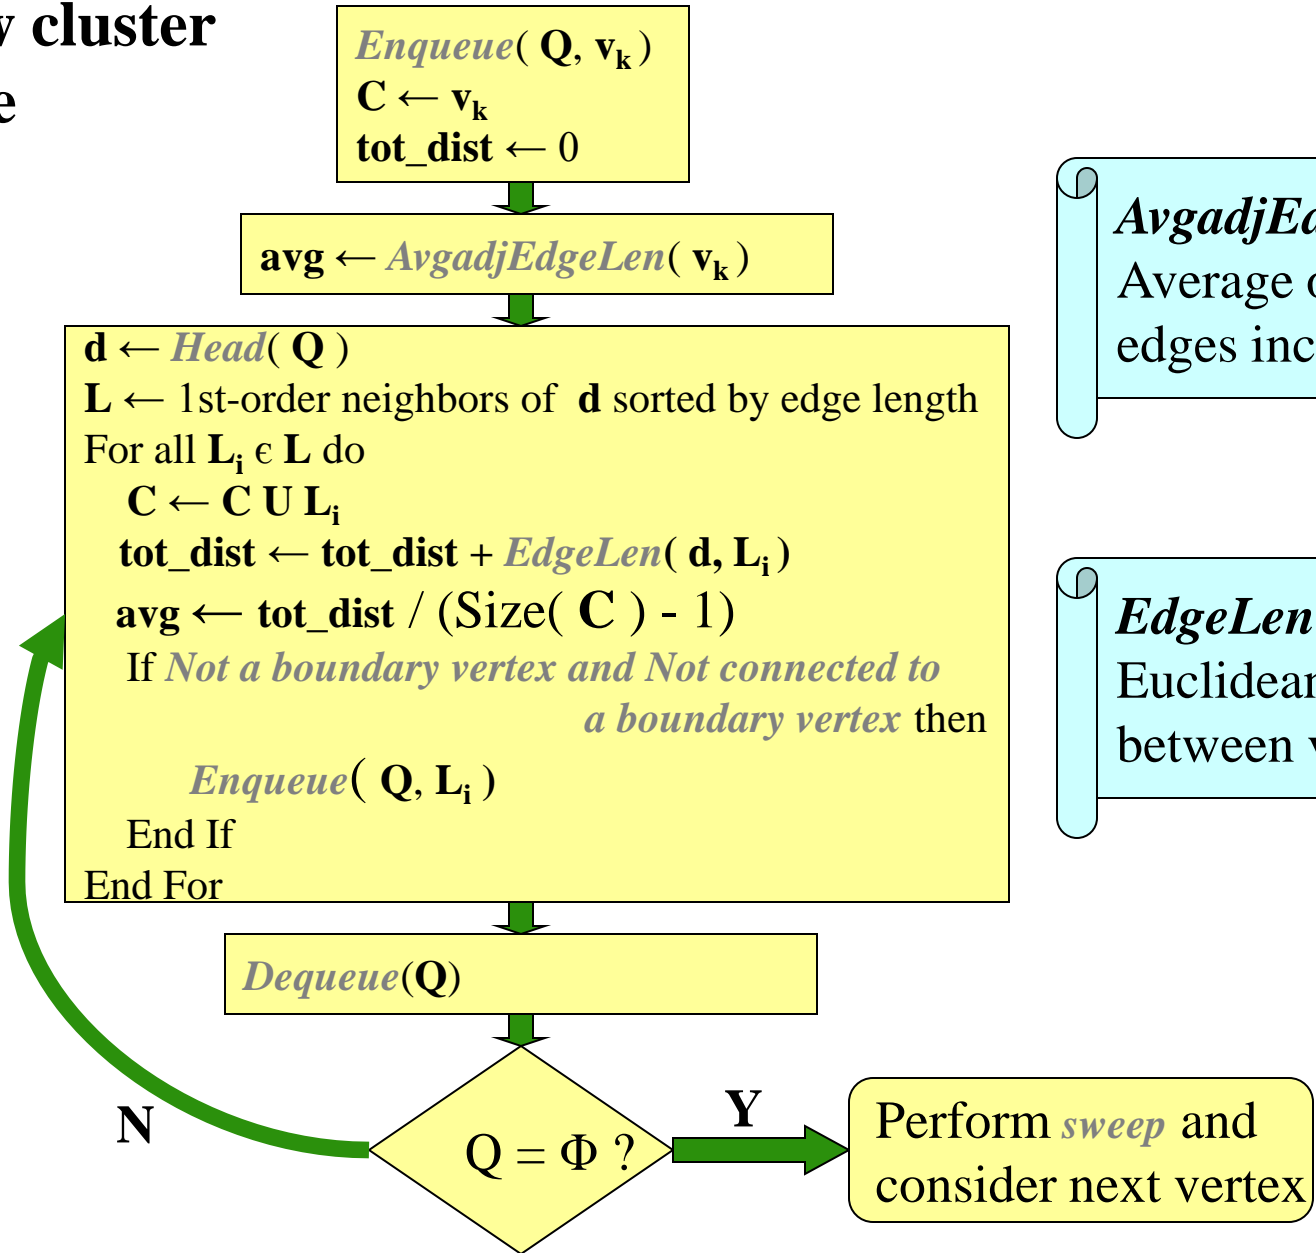 cluster
Enqueue( Q, vk )
C ← vk
tot_dist ← 0
avg ← AvgadjEdgeLen( vk )
d ← Head( Q )
L ← 1st-order neighbors of d sorted by edge length
For all Li ϵ L do
C ← C U Li
tot_dist ← tot_dist + EdgeLen( d, Li )
avg ← tot_dist / (Size( C ) - 1)
If Not a boundary vertex and Not connected to
a boundary vertex then
Enqueue( Q, Li )
End If
End For
Dequeue(Q)
Q = Φ ?
N
Y
Perform sweep and
consider next vertex
Average
edges
EdgeLen
between